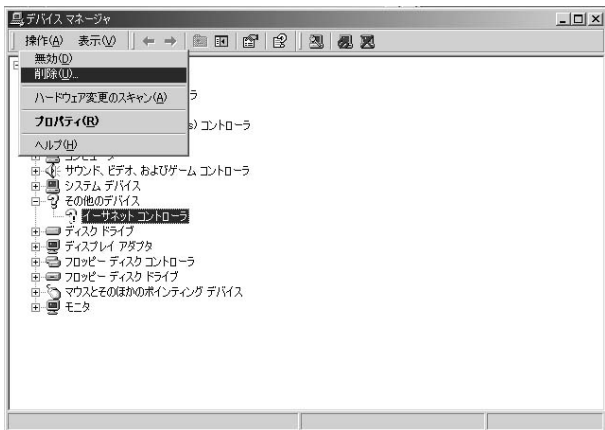 デバイス マネージャ
操作(A) 表示(V)
無効(D)
削除(U)...
ハードウェア変更のスキャン(A)
プロパティ(R)
ヘルプ(H)
ラ
s) コントローラ
サウンド、ビデオ、およびゲーム コントローラ
システム デバイス
その他のデバイス
イーサネット コントローラ
ディスク ドライブ
ディスプレイ アダプタ
フロッピー ディスク コントローラ
フロッピー ディスク ドライブ
マウスとそのほかのポインティング デバイス
モニタ